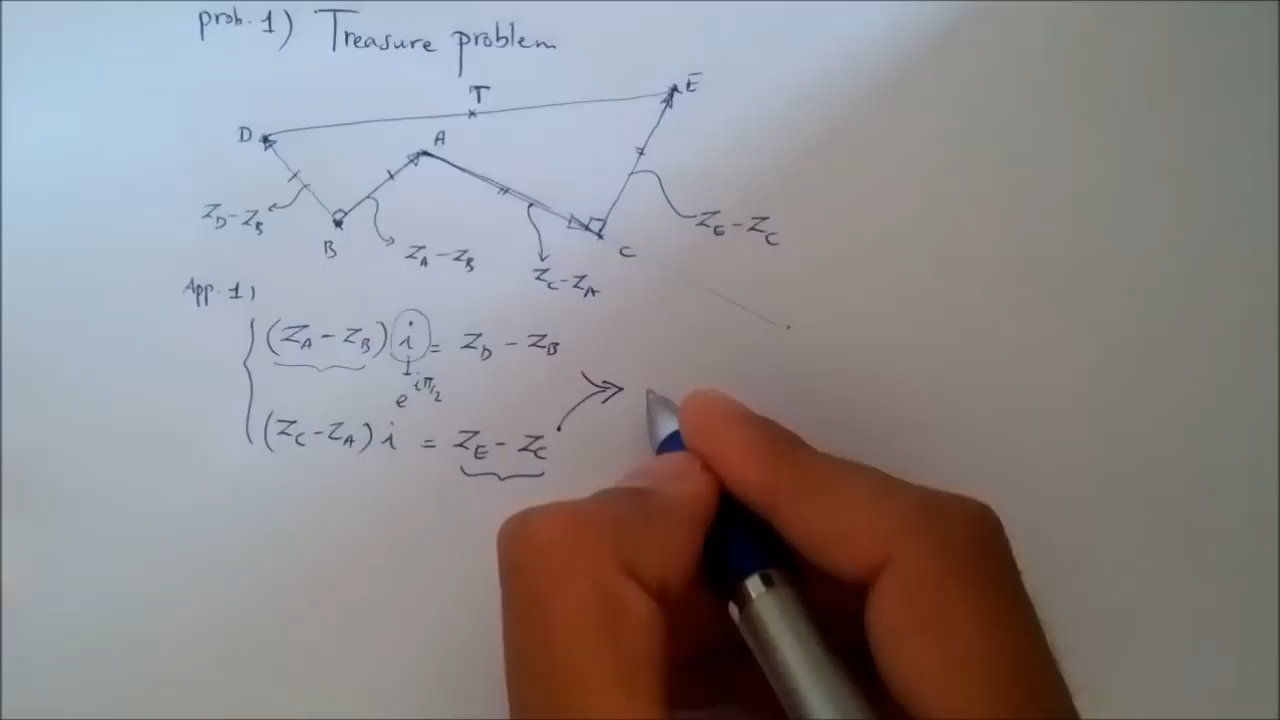 prob. 1) Treasure problem
T
E
D
A
Z_D - Z_B
B
Z_A - Z_B
Z_C - Z_A
C
Z_E - Z_C
App. 1)
(Z_A - Z_B) i = Z_D - Z_B
e^{iπ/2}
(Z_C - Z_A) i = Z_E - Z_C